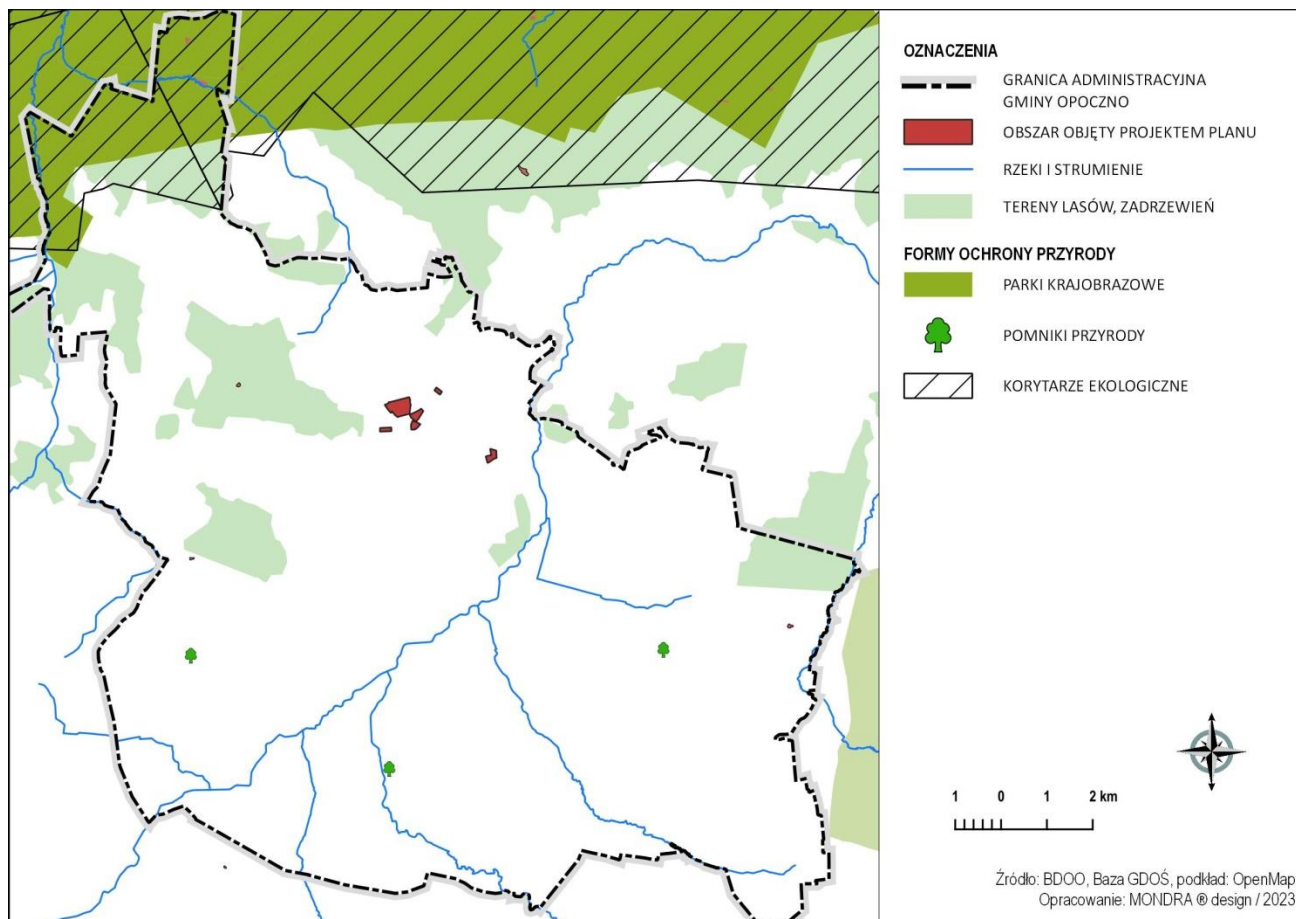 OZNACZENIA
GRANICA ADMINISTRACYJNA
GMINY OPOCZNO
OBSZAR OBJĘTY PROJEKTEM PLANU
RZEKI I STRUMIENIE
TERENY LASÓW, ZADRZEWIEŃ
FORMY OCHRONY PRZYRODY
PARKI KRAJOBRAZOWE
POMNIKI PRZYRODY
KORYTARZE EKOLOGICZNE
1 0 1 2 km
Źródło: BDOO, Baza GDOŚ, podkład: OpenMap
Opracowanie: MONDRA ® design / 2023